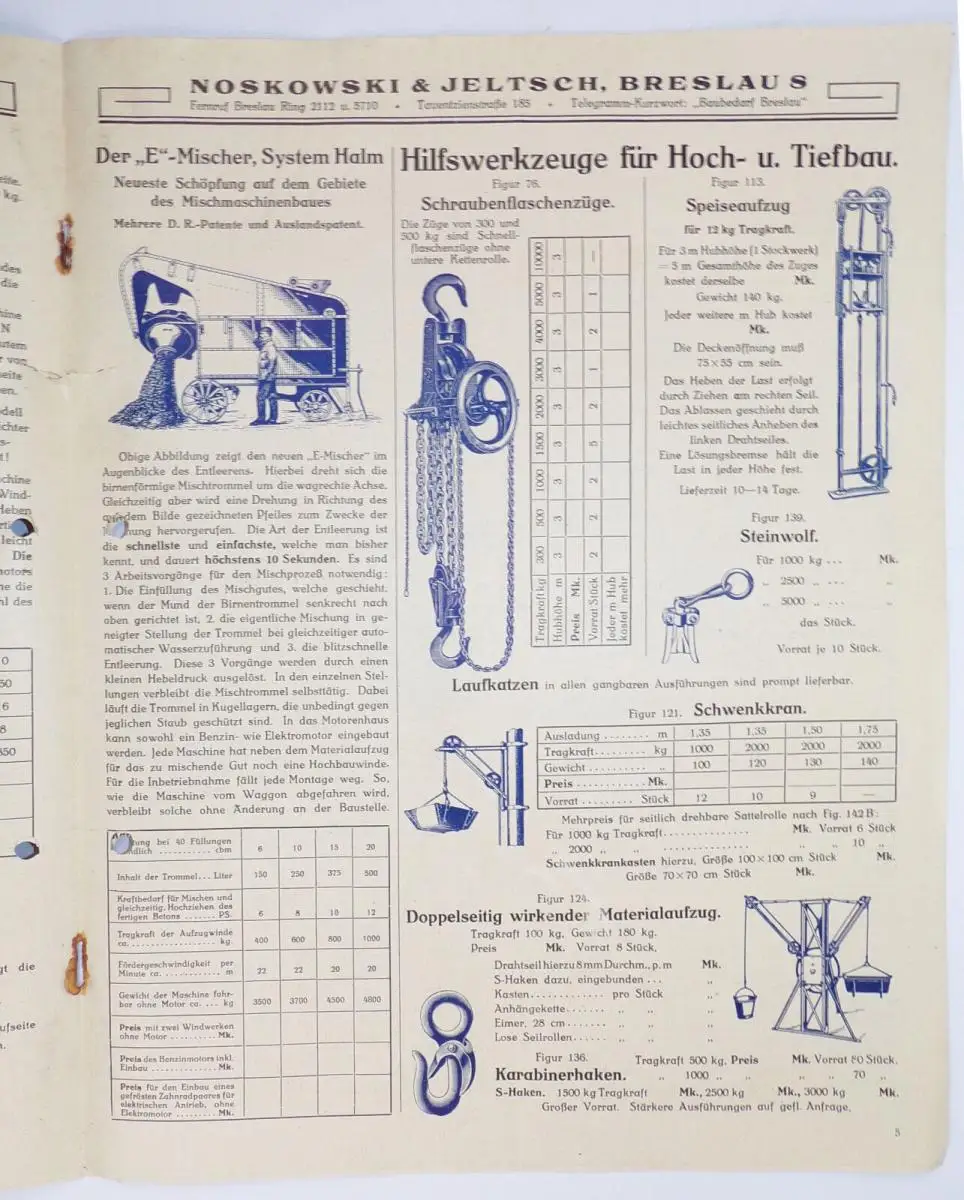 NOSKOWSKI & JELTSCH, BRESLAU 5
Fernruf Breslau Ring 2112 u. 5710 • Tauentzienstraße 185 • Telegramm-Kurzwort: „Baubedarf Breslau“
Der „E“-Mischer, System Halm
Neueste Schöpfung auf dem Gebiete
des Mischmaschinenbaues
Mehrere D. R.-Patente und Auslandspatent.
Obige Abbildung zeigt den neuen „E-Mischer“ im
Augenblicke des Entleerens. Hierbei dreht sich die
birnenförmige Mischtrommel um die wagrechte Achse.
Gleichzeitig aber wird eine Drehung in Richtung des
dem Bilde gezeichneten Pfeiles zum Zwecke der
hervorgerufen. Die Art der Entleerung ist
die schnellste und einfachste, welche man bisher
kennt, und dauert höchstens 10 Sekunden. Es sind
3 Arbeitsvorgänge für den Mischprozeß notwendig:
1. Die Einfüllung des Mischgutes, welche geschieht,
wenn der Mund der Birnentrommel senkrecht nach
oben gerichtet ist, 2. die eigentliche Mischung in ge-
neigter Stellung der Trommel bei gleichzeitiger auto-
matischer Wasserzuführung und 3. die blitzschnelle
Entleerung. Diese 3 Vorgänge werden durch einen
kleinen Hebeldruck ausgelöst. In den einzelnen Stel-
lungen verbleibt die Mischtrommel selbsttätig. Dabei
läuft die Trommel in Kugellagern, die unbedingt gegen
jeglichen Staub geschützt sind. In das Motorenhaus
kann sowohl ein Benzin- wie Elektromotor eingebaut
werden. Jede Maschine hat neben dem Materialaufzug
für das zu mischende Gut noch eine Hochbauwinde.
Für die Inbetriebnahme fällt jede Montage weg. So,
wie die Maschine vom Waggon abgefahren wird,
verbleibt solche ohne Änderung an der Baustelle.
bei 40 Füllungen
cbm 6 10 15 20
Inhalt der Trommel... Liter 150 250 375 500
Kraftbedarf für Mischen und
gleichzeitig. Hochziehen des
fertigen Betons ....... PS. 6 8 10 12
Tragkraft der Aufzugwinde
ca. ................. kg. 400 600 800 1000
Fördergeschwindigkeit per
Minute ca. ............ m 22 22 20 20
Gewicht der Maschine fahr-
bar ohne Motor ca. ... kg 3500 3700 4500 4800
Preis mit zwei Windwerken
ohne Motor .......... Mk.
Preis des Benzinmotors inkl.
Einbau .............. Mk.
Preis für den Einbau eines
gefrästen Zahnradpaares für
elektrischen Antrieb, ohne
Elektromotor ........ Mk.
Hilfswerkzeuge für Hoch- u. Tiefbau.
Figur 76.
Schraubenflaschenzüge.
Die Züge von 300 und
500 kg sind Schnell-
flaschenzüge ohne
untere Kettenrolle.
Tragkraft kg 300 500 1000 1500 2000 3000 4000 5000 10000
Hubhöhe m 3 3 3 3 3 3 3 3 3
Preis Mk.
Vorrat Stück 2 2 2 5 2 1 2 1 —
Jeder m Hub
kostet mehr
Figur 113.
Speiseaufzug
für 12 kg Tragkraft.
Für 3 m Hubhöhe (1 Stockwerk)
= 5 m Gesamthöhe des Zuges
kostet derselbe Mk.
Gewicht 140 kg.
Jeder weitere m Hub kostet
Mk.
Die Deckenöffnung muß
75×55 cm sein.
Das Heben der Last erfolgt
durch Ziehen am rechten Seil.
Das Ablassen geschieht durch
leichtes seitliches Anheben des
linken Drahtseiles.
Eine Lösungsbremse hält die
Last in jeder Höhe fest.
Lieferzeit 10—14 Tage.
Figur 139.
Steinwolf.
Für 1000 kg ... Mk.
„ 2500 „ ... „
„ 5000 „ ... „
das Stück.
Vorrat je 10 Stück.
Laufkatzen in allen gangbaren Ausführungen sind prompt lieferbar.
Figur 121. Schwenkkran.
Ausladung........ m 1,35 1,35 1,50 1,75
Tragkraft........ kg 1000 2000 2000 2000
Gewicht .......... „ 100 120 130 140
Preis ........... Mk.
Vorrat ........ Stück 12 10 9 —
Mehrpreis für seitlich drehbare Sattelrolle nach Fig. 142B:
Für 1000 kg Tragkraft.............. Mk. Vorrat 6 Stück
„ 2000 „ „ .............. „ „ 10 „
Schwenkkrankasten hierzu, Größe 100×100 cm Stück Mk.
Größe 70×70 cm Stück Mk.
Figur 124.
Doppelseitig wirkender Materialaufzug.
Tragkraft 100 kg, Gewicht 180 kg.
Preis Mk. Vorrat 8 Stück,
Drahtseil hierzu 8 mm Durchm., p. m Mk.
S-Haken dazu, eingebunden ... „
Kasten............ pro Stück „
Anhängekette....... „ „ „
Eimer, 28 cm....... „ „ „
Lose Seilrollen...... „ „ „
Figur 136. Tragkraft 500 kg, Preis Mk. Vorrat 80 Stück.
Karabinerhaken. „ 1000 „ „ „ „ 70 „
S-Haken. 1500 kg Tragkraft Mk., 2500 kg Mk., 3000 kg Mk.
Großer Vorrat. Stärkere Ausführungen auf gefl. Anfrage.
5